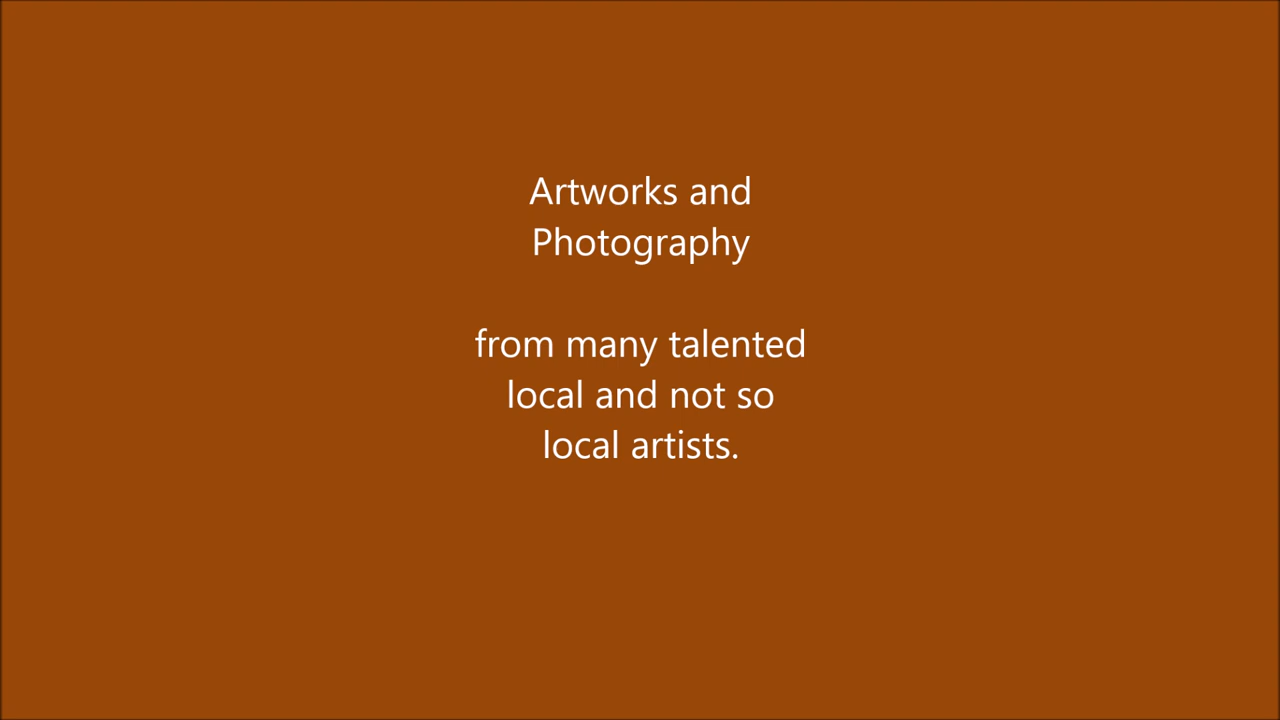 Artworks and
Photography
from many talented
local and not so
local artists.